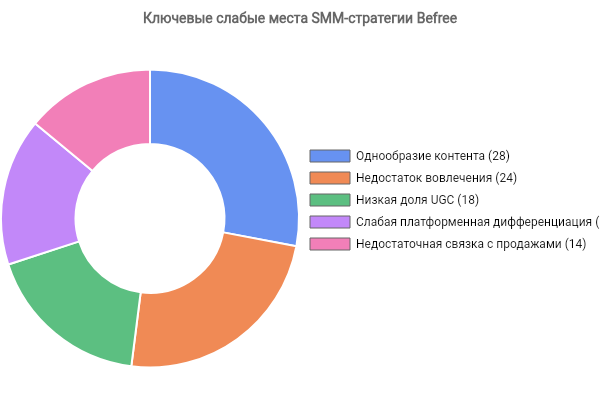 Ключевые слабые места SMM-стратегии Befree
Однообразие контента (28)
Недостаток вовлечения (24)
Низкая доля UGC (18)
Слабая платформенная дифференциация (
Недостаточная связка с продажами (14)